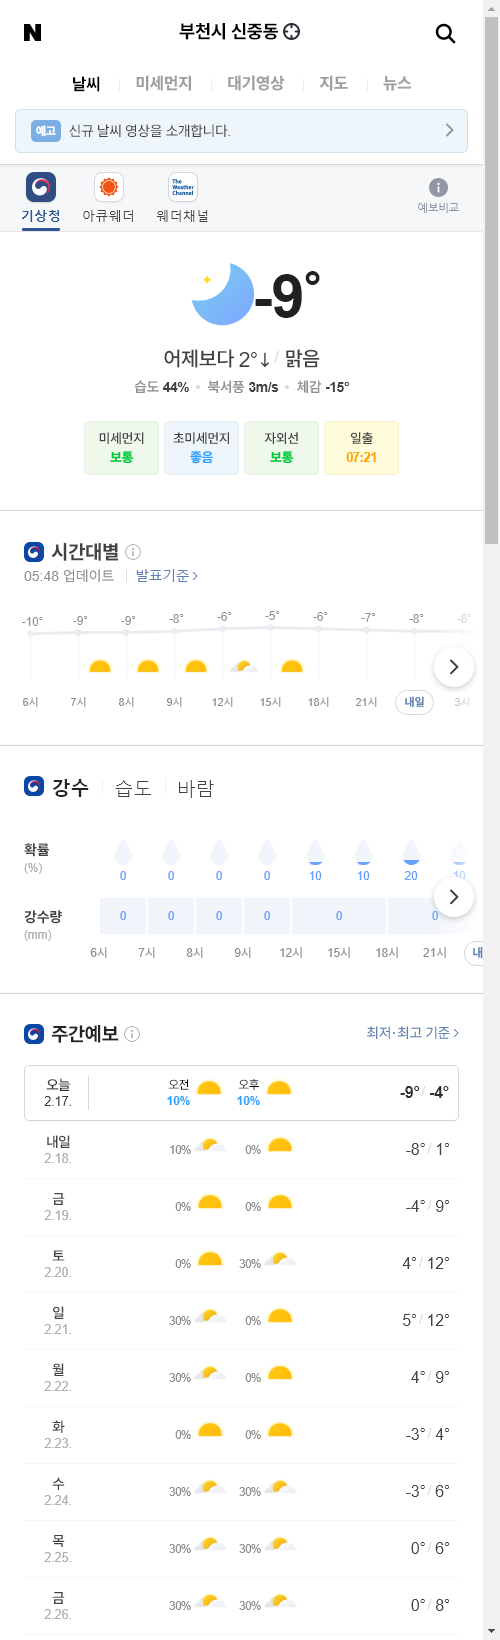 N
부천시 신중동
날씨 미세먼지 대기영상 지도 뉴스
예고 신규 날씨 영상을 소개합니다.
The Weather Channel
기상청 아큐웨더 웨더채널 예보비교
-9°
어제보다 2°↓ / 맑음
습도 44% • 북서풍 3m/s • 체감 -15°
미세먼지 초미세먼지 자외선 일출
보통 좋음 보통 07:21
시간대별
05:48 업데이트 발표기준 >
-10° -9° -9° -8° -6° -5° -6° -7° -8° -8°
6시 7시 8시 9시 12시 15시 18시 21시 내일 3시
강수 습도 바람
확률
(%)
0 0 0 0 10 10 20 10
강수량
(mm)
0 0 0 0 0 0
6시 7시 8시 9시 12시 15시 18시 21시 내
주간예보 최저·최고 기준 >
오늘 2.17. 오전 10% 오후 10% -9° / -4°
내일 2.18. 10% 0% -8° / 1°
금 2.19. 0% 0% -4° / 9°
토 2.20. 0% 30% 4° / 12°
일 2.21. 30% 0% 5° / 12°
월 2.22. 30% 0% 4° / 9°
화 2.23. 0% 0% -3° / 4°
수 2.24. 30% 30% -3° / 6°
목 2.25. 30% 30% 0° / 6°
금 2.26. 30% 30% 0° / 8°